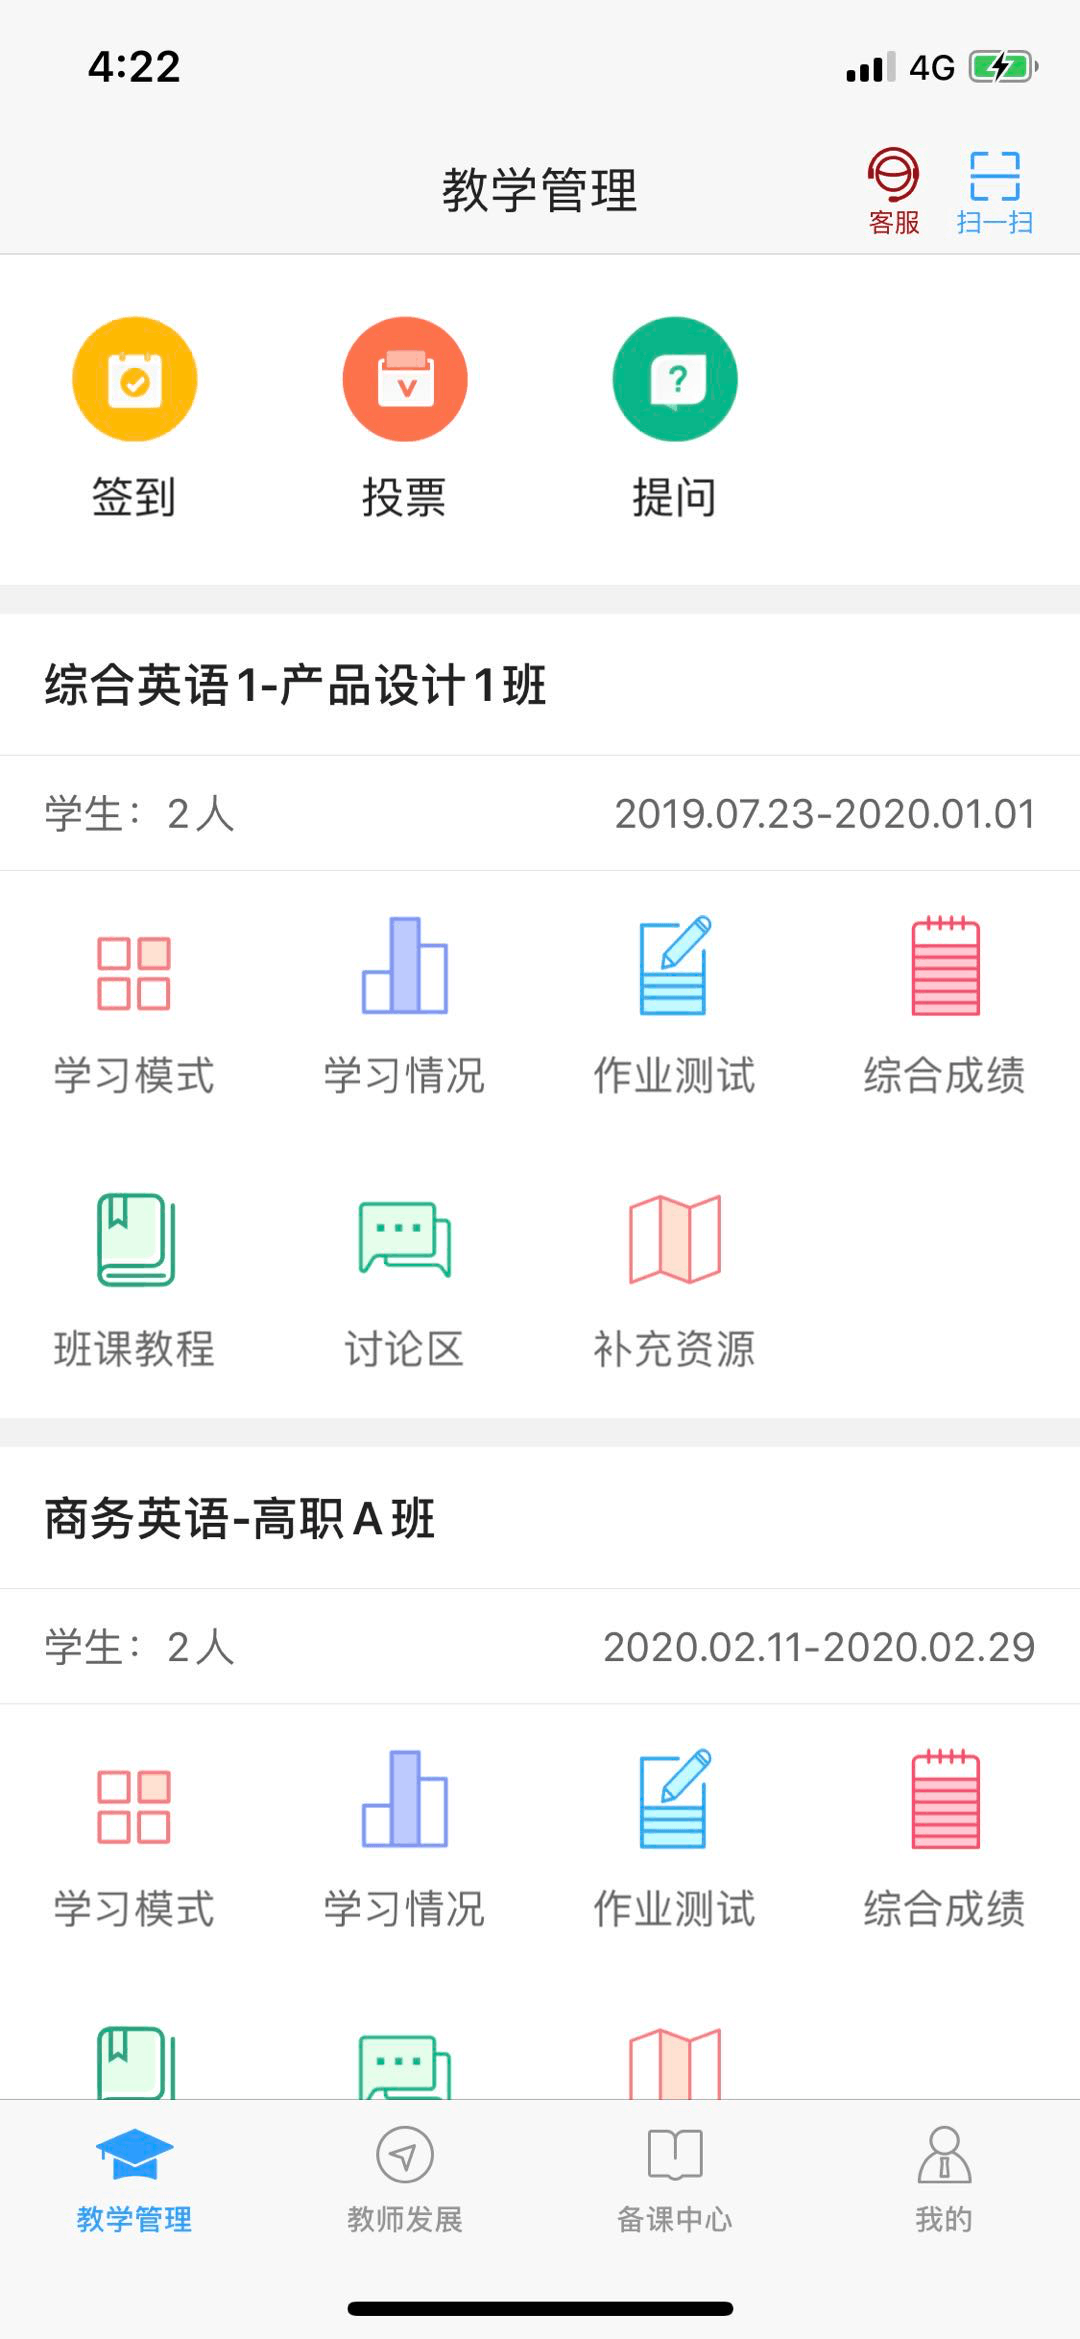 4:22
4G
教学管理
客服
扫一扫
签到
投票
提问
综合英语1-产品设计1班
学生：2人
2019.07.23-2020.01.01
学习模式
学习情况
作业测试
综合成绩
班课教程
讨论区
补充资源
商务英语-高职A班
学生：2人
2020.02.11-2020.02.29
学习模式
学习情况
作业测试
综合成绩
教学管理
教师发展
备课中心
我的